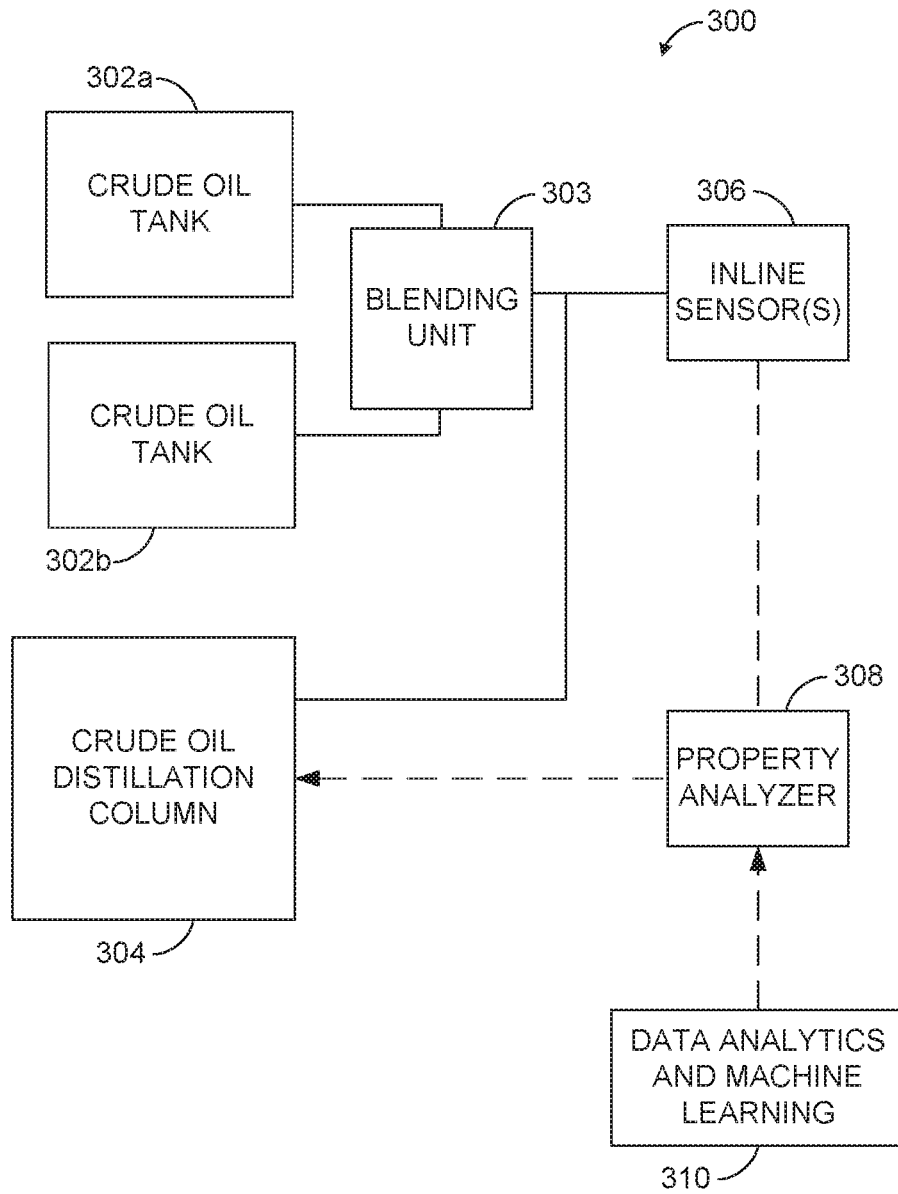 300
302a
CRUDE OIL
TANK
303
BLENDING
UNIT
306
INLINE
SENSOR(S)
CRUDE OIL
TANK
302b
CRUDE OIL
DISTILLATION
COLUMN
304
308
PROPERTY
ANALYZER
DATA ANALYTICS
AND MACHINE
LEARNING
310